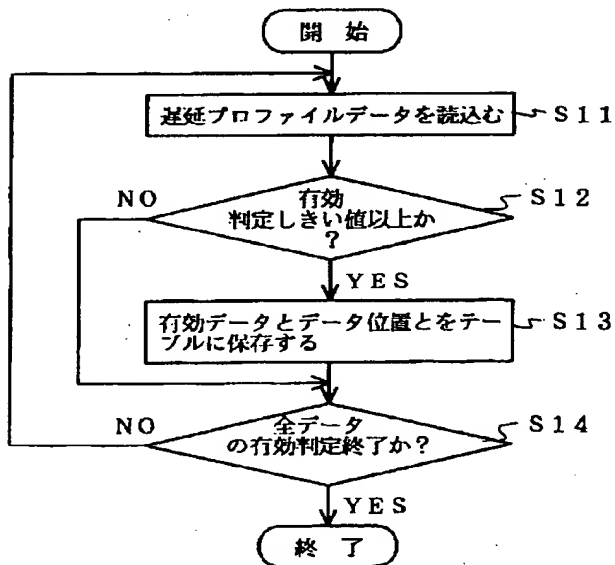 開 始
遅延プロファイルデータを読込む
S11
有効
判定しきい値以上か
?
S12
NO
YES
有効データとデータ位置とをテー
ブルに保存する
S13
全データ
の有効判定終了か?
S14
NO
YES
終 了